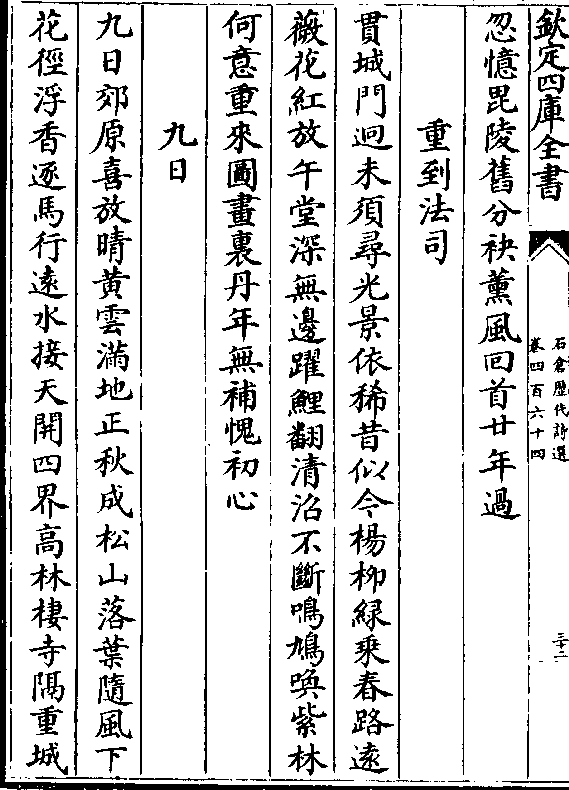 欽定四庫全書
石倉歷代詩選
卷四百六十四
三十二
忽憶毘陵舊分袂薰風回首廿年過
重到法司
貫城門迥未須尋光景依稀昔似今楊柳綠乘春路遠
薇花紅放午堂深無邊躍鯉翻清沼不斷鳴鳩喚紫林
何意重來圖畫裏丹年無補愧初心
九日
九日郊原喜放晴黄雲滿地正秋成松山落葉隨風下
花徑浮香逐馬行遠水接天開四界高林棲寺隔重城